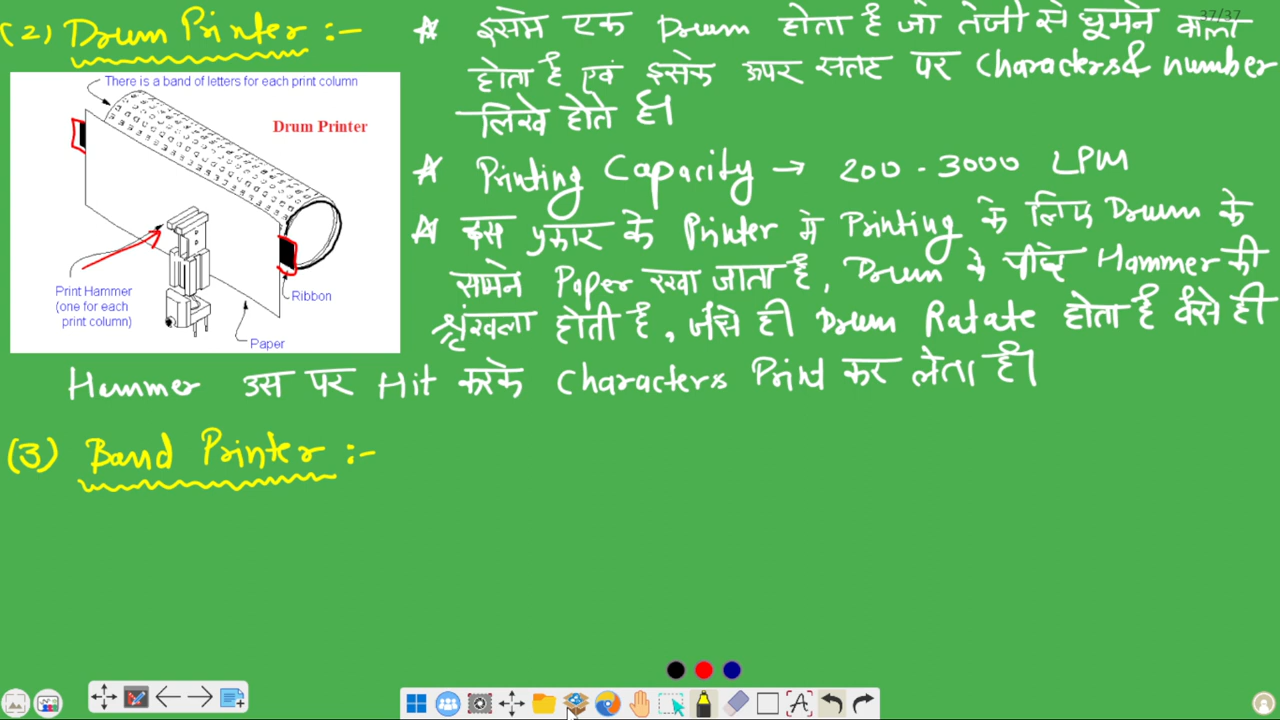 37/37
(2) Drum Printer :-
There is a band of letters for each print column
Drum Printer
Print Hammer
(one for each
print column)
Ribbon
Paper
★ इसमे एक Drum होता है जो तेजी से घूमने वाला
होता है एवं इसके ऊपर सतह पर Characters & number
लिखे होते है।
★ Printing Capacity → 200 - 3000 LPM
★ इस प्रकार के Printer मे Printing के लिए Drum के
समने Paper रखा जाता है, Drum के पीछे Hammer की
श्रृंखला होती है, जैसे ही Drum Ratate होता है वैसे ही
Hammer उस पर Hit करके Characters Print कर लेता है।
(3) Band Printer :-